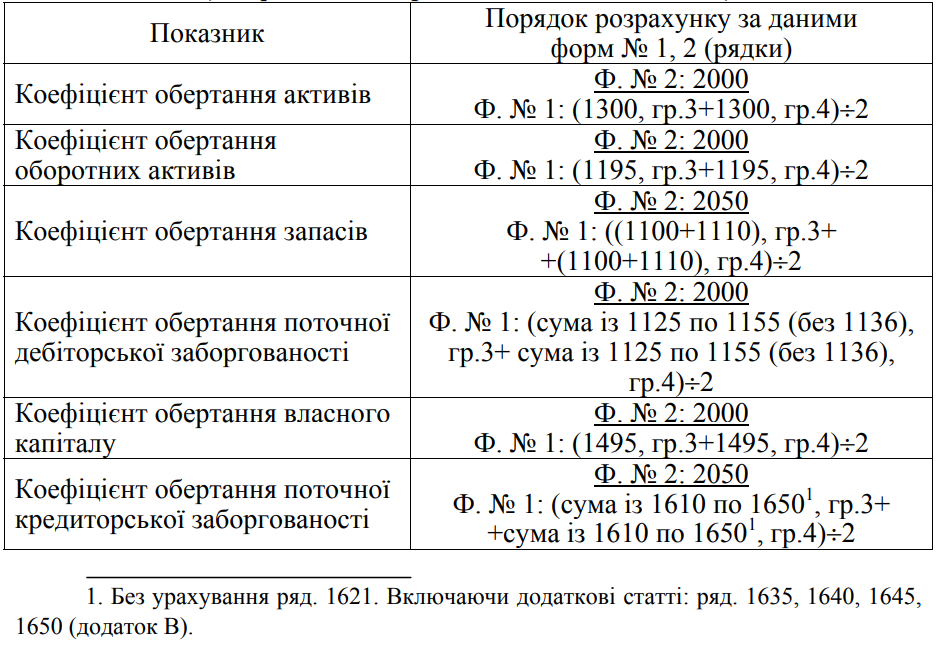 Показник
Порядок розрахунку за даними
форм № 1, 2 (рядки)
Коефіцієнт обертання активів
Ф. № 2: 2000
Ф. № 1: (1300, гр.3+1300, гр.4)÷2
Коефіцієнт обертання
оборотних активів
Ф. № 2: 2000
Ф. № 1: (1195, гр.3+1195, гр.4)÷2
Коефіцієнт обертання запасів
Ф. № 2: 2050
Ф. № 1: ((1100+1110), гр.3+
+(1100+1110), гр.4)÷2
Коефіцієнт обертання поточної
дебіторської заборгованості
Ф. № 2: 2000
Ф. № 1: (сума із 1125 по 1155 (без 1136),
гр.3+ сума із 1125 по 1155 (без 1136),
гр.4)÷2
Коефіцієнт обертання власного
капіталу
Ф. № 2: 2000
Ф. № 1: (1495, гр.3+1495, гр.4)÷2
Коефіцієнт обертання поточної
кредиторської заборгованості
Ф. № 2: 2050
Ф. № 1: (сума із 1610 по 1650¹, гр.3+
+сума із 1610 по 1650¹, гр.4)÷2
1. Без урахування ряд. 1621. Включаючи додаткові статті: ряд. 1635, 1640, 1645,
1650 (додаток В).